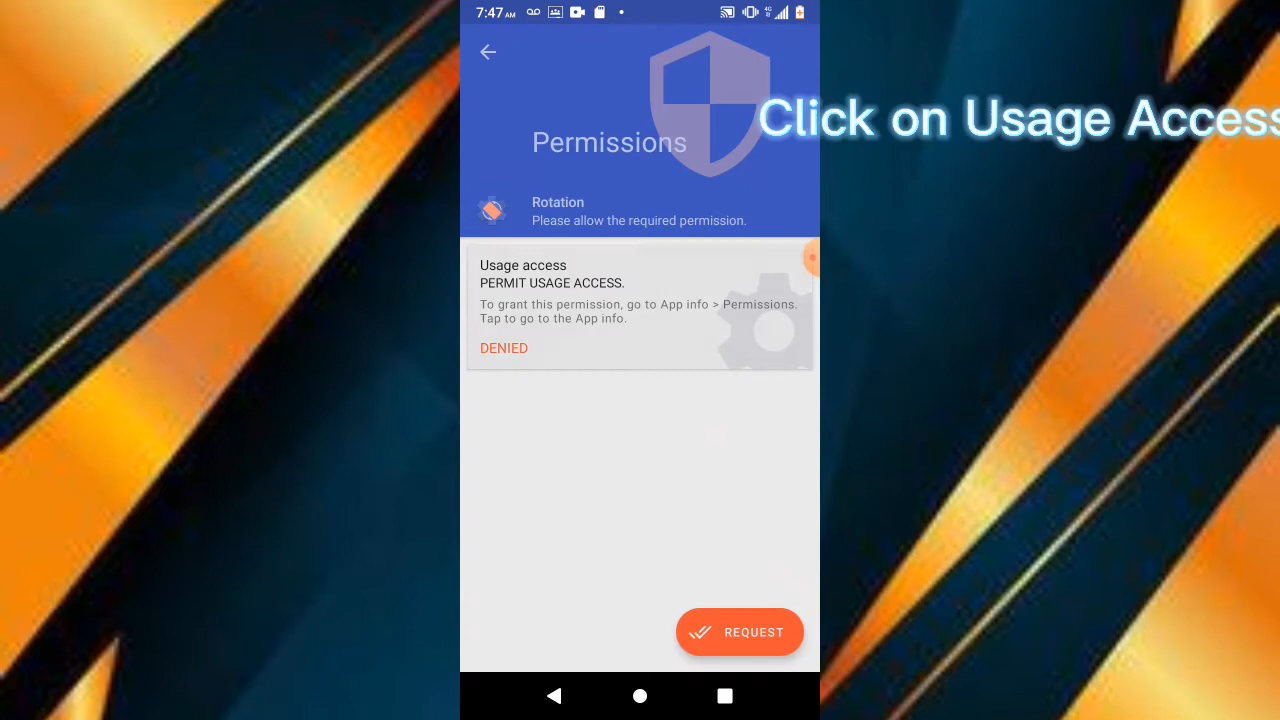 7:47 AM
4G
Click on Usage Access
Permissions
Rotation
Please allow the required permission.
Usage access
PERMIT USAGE ACCESS.
To grant this permission, go to App info > Permissions.
Tap to go to the App info.
DENIED
REQUEST